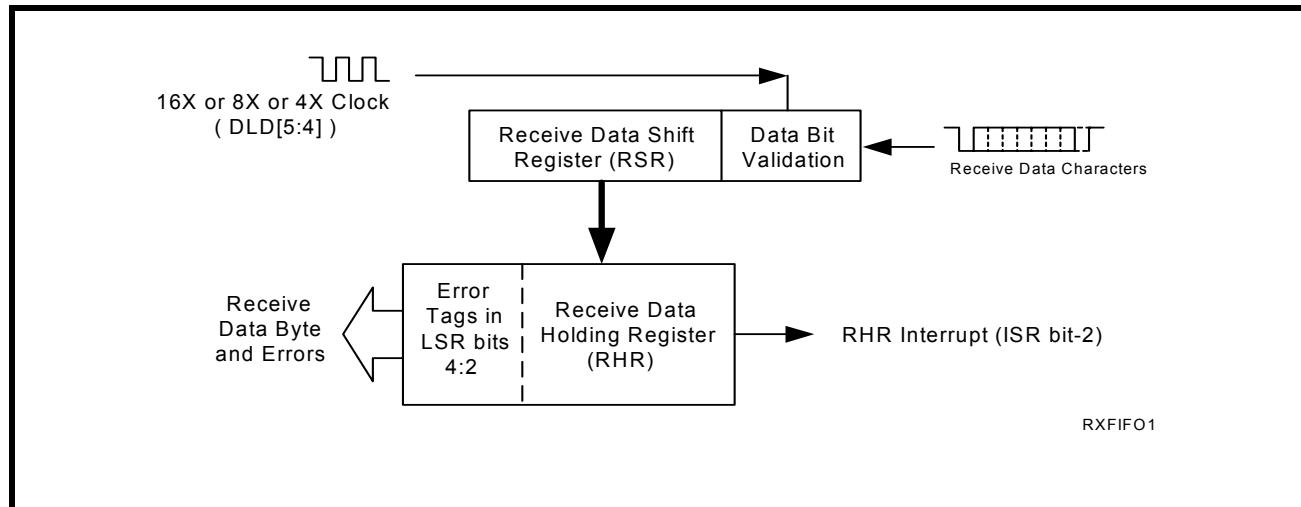 16X or 8X or 4X Clock
( DLD[5:4] )
Receive Data Shift
Register (RSR)
Data Bit
Validation
Receive Data Characters
Receive
Data Byte
and Errors
Error
Tags in
LSR bits
4:2
Receive Data
Holding Register
(RHR)
RHR Interrupt (ISR bit-2)
RXFIFO1